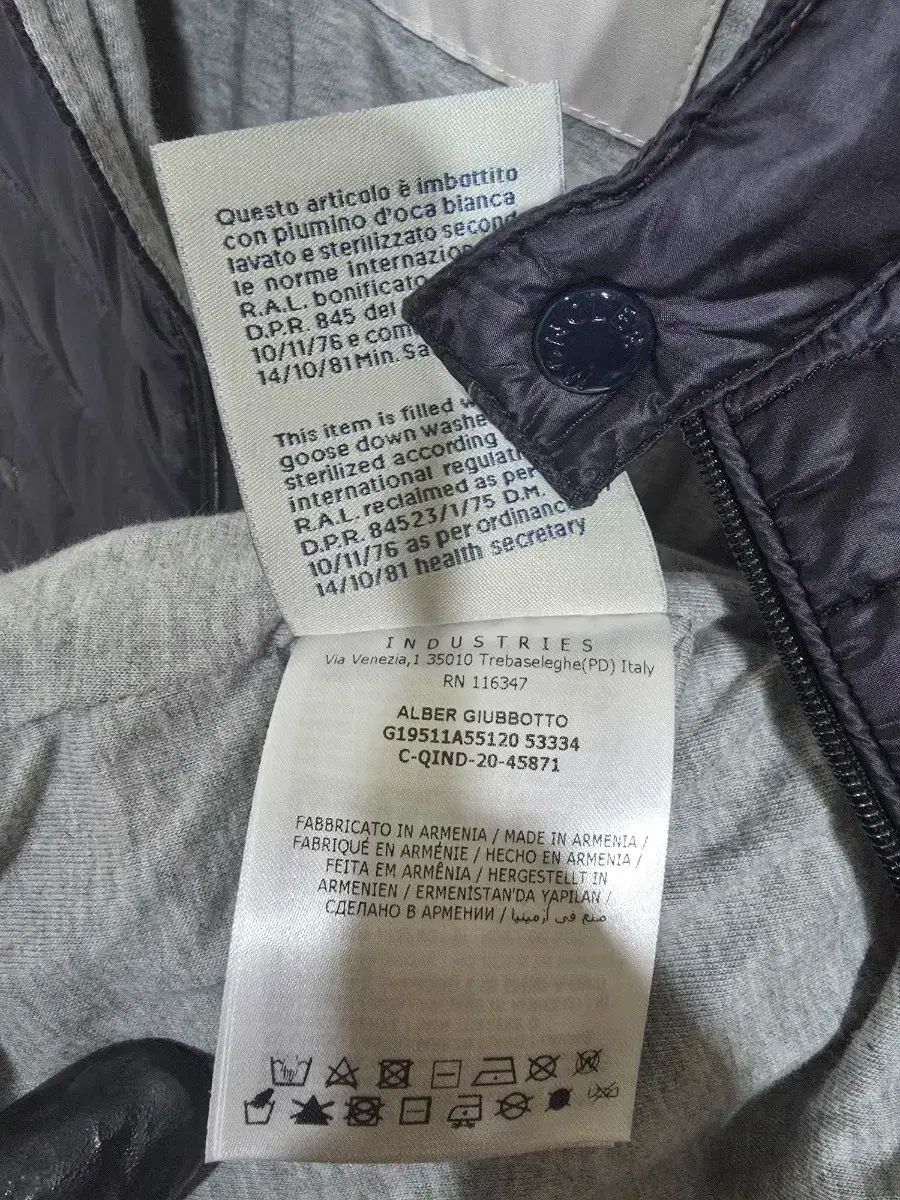 Questo articolo è imbottito
con piumino d'oca bianca
lavato e sterilizzato second
le norme internazio
R.A.L. bonificato
D.P.R. 845 del
10/11/76 e com
14/10/81 Min. Sa
This item is filled w
goose down washe
sterilized according
international regulati
R.A.L. reclaimed as per
D.P.R. 84523/1/75 D.M.
10/11/76 as per ordinanc
14/10/81 health secretary
INDUSTRIES
Via Venezia,1 35010 Trebaseleghe(PD) Italy
RN 116347
ALBER GIUBBOTTO
G19511A55120 53334
C-QIND-20-45871
FABBRICATO IN ARMENIA / MADE IN ARMENIA /
FABRIQUÉ EN ARMÉNIE / HECHO EN ARMENIA /
FEITA EM ARMÊNIA / HERGESTELLT IN
ARMENIEN / ERMENİSTAN'DA YAPILAN /
СДЕЛАНО В АРМЕНИИ / صنع في أرمينيا